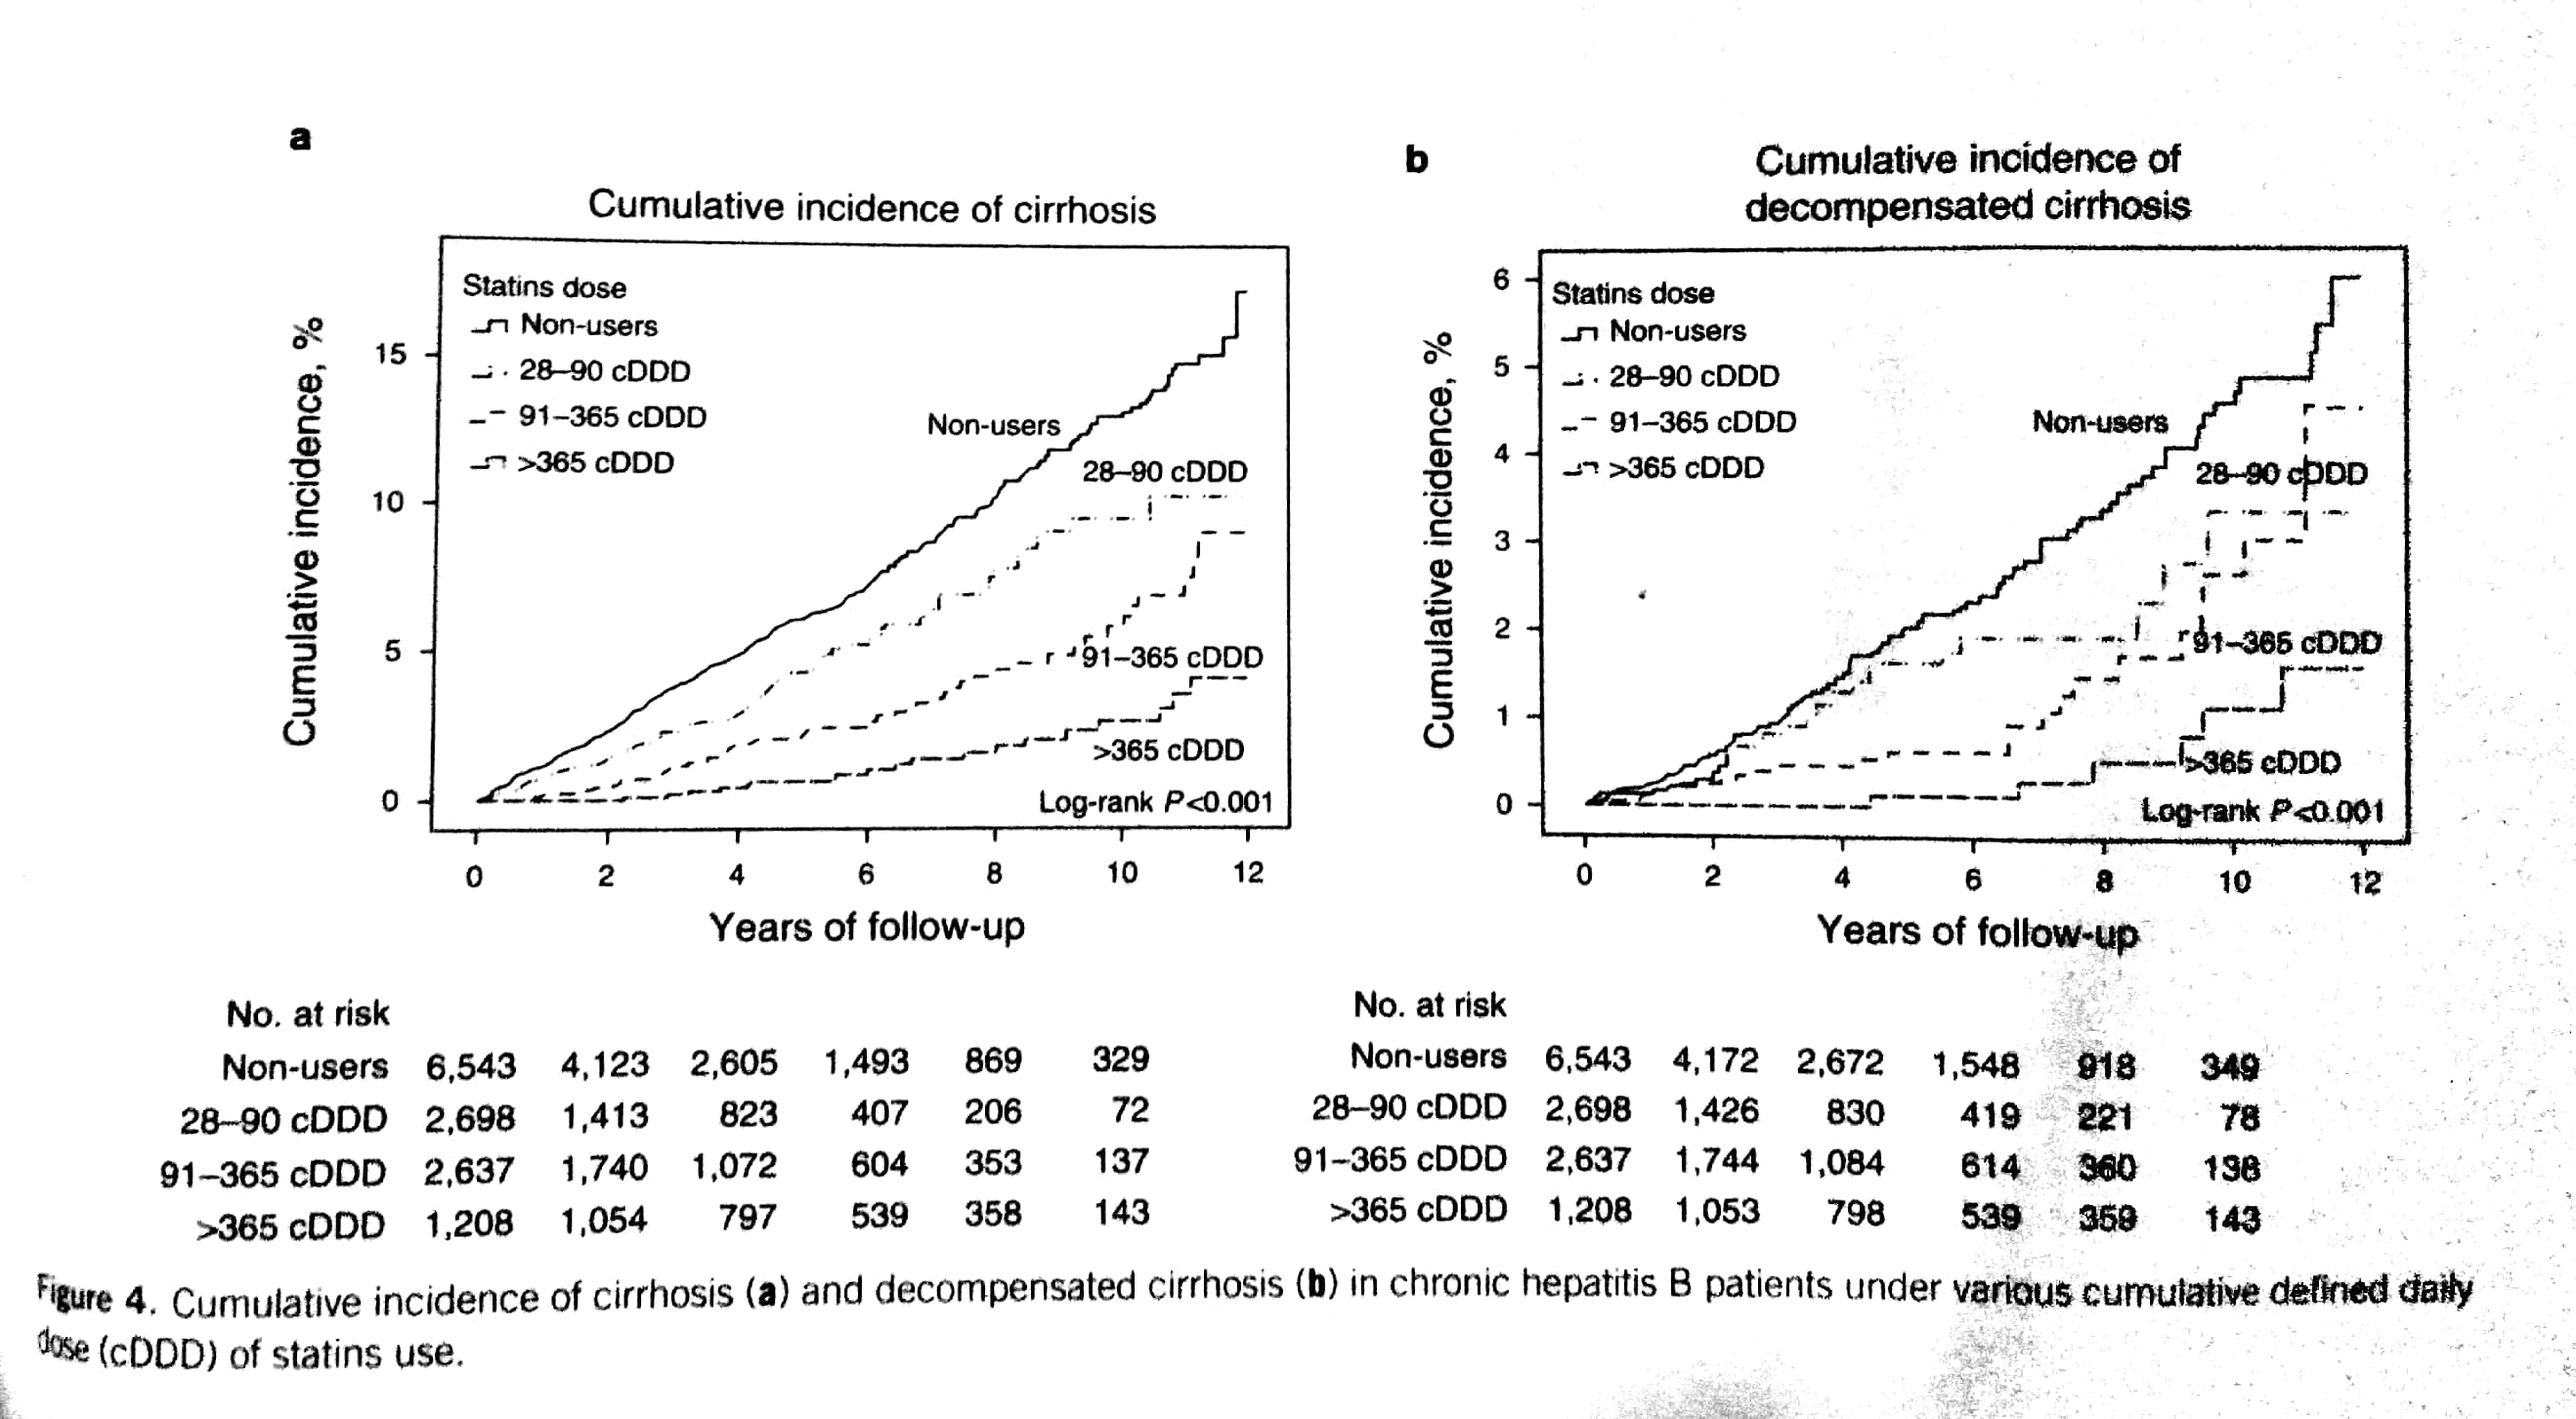 a
Cumulative incidence of cirrhosis
Cumulative incidence, %
Statins dose
Non-users
28–90 cDDD
91–365 cDDD
>365 cDDD
15
10
5
0
Non-users
28–90 cDDD
91–365 cDDD
>365 cDDD
Log-rank P<0.001
0 2 4 6 8 10 12
Years of follow-up
No. at risk
Non-users 6,543 4,123 2,605 1,493 869 329
28–90 cDDD 2,698 1,413 823 407 206 72
91–365 cDDD 2,637 1,740 1,072 604 353 137
>365 cDDD 1,208 1,054 797 539 358 143
b
Cumulative incidence of
decompensated cirrhosis
Cumulative incidence, %
Statins dose
Non-users
28–90 cDDD
91–365 cDDD
>365 cDDD
6
5
4
3
2
1
0
Non-users
28–90 cDDD
91–365 cDDD
>365 cDDD
Log-rank P<0.001
0 2 4 6 8 10 12
Years of follow-up
No. at risk
Non-users 6,543 4,172 2,672 1,548 918 349
28–90 cDDD 2,698 1,426 830 419 221 78
91–365 cDDD 2,637 1,744 1,084 614 360 138
>365 cDDD 1,208 1,053 798 539 359 143
Figure 4. Cumulative incidence of cirrhosis (a) and decompensated cirrhosis (b) in chronic hepatitis B patients under various cumulative defined daily
dose (cDDD) of statins use.